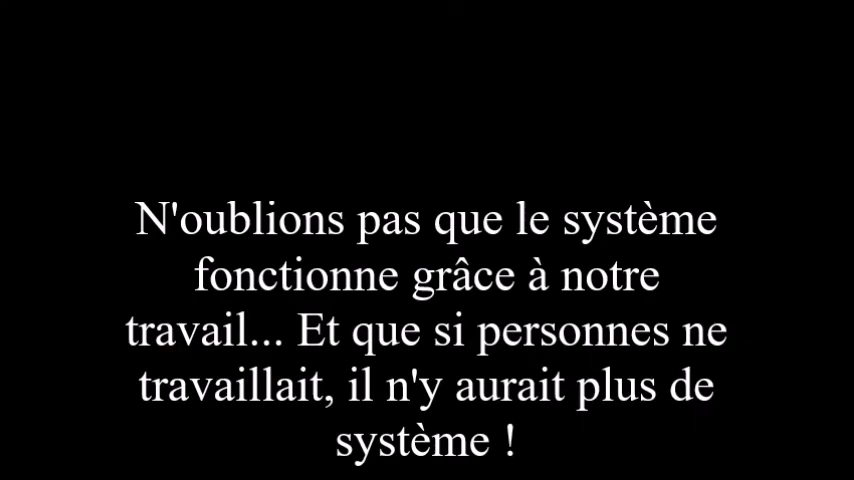 N'oublions pas que le système
fonctionne grâce à notre
travail... Et que si personnes ne
travaillait, il n'y aurait plus de
système !